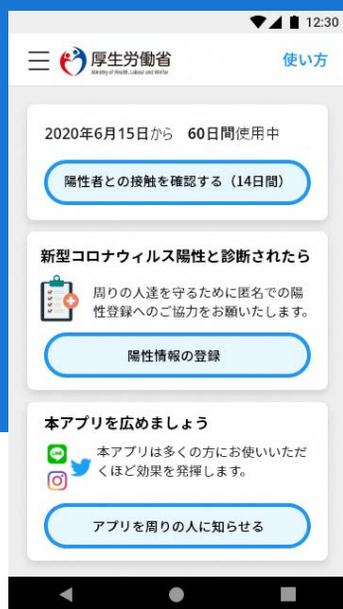 12:30
厚生労働省
Ministry of Health, Labour and Welfare
使い方
2020年6月15日から 60日間使用中
陽性者との接触を確認する（14日間）
新型コロナウィルス陽性と診断されたら
周りの人達を守るために匿名での陽
性登録へのご協力をお願いたします。
陽性情報の登録
本アプリを広めましょう
LINE
本アプリは多くの方にお使いいただ
くほど効果を発揮します。
アプリを周りの人に知らせる